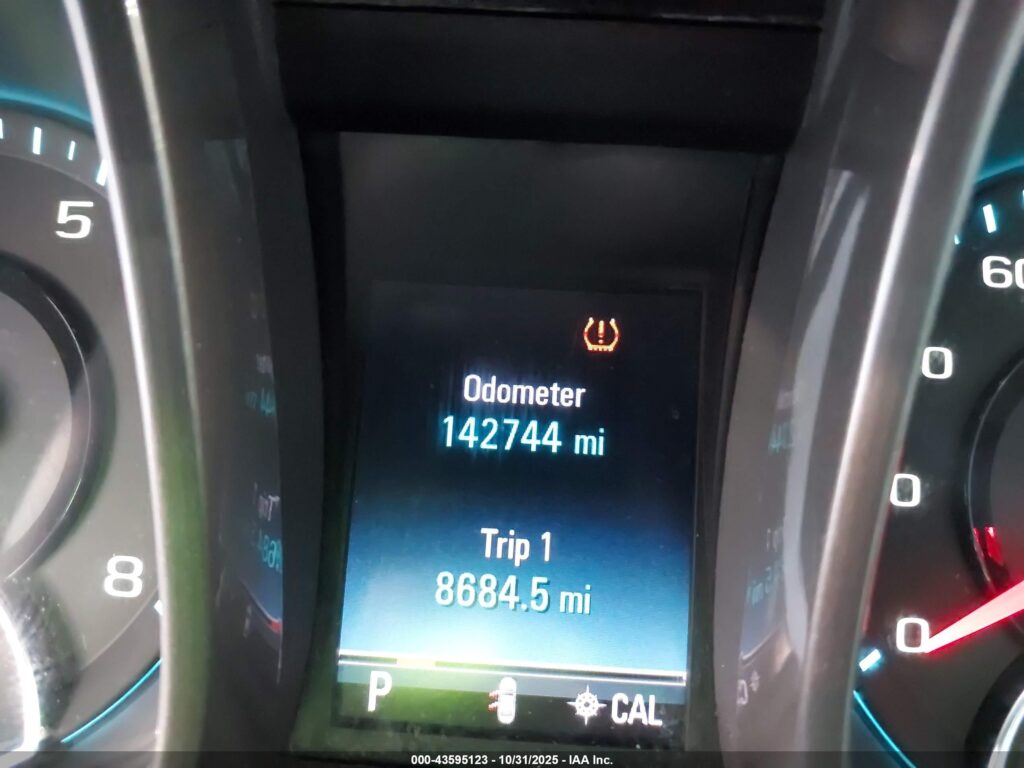 5
60
0
Odometer
142744 mi
0
Trip 1
8684.5 mi
8
0
P
CAL
000-43595123 - 10/31/2025 - IAA Inc.